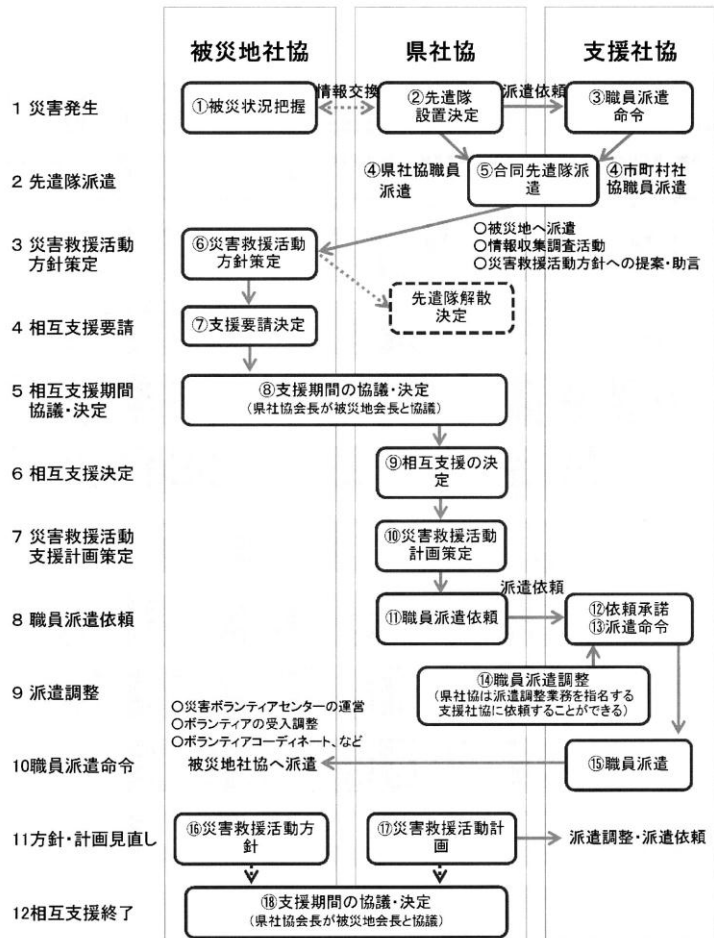 被災地社協
県社協
支援社協
1 災害発生
①被災状況把握
情報交換
②先遣隊
設置決定
派遣依頼
③職員派遣
命令
2 先遣隊派遣
④県社協職員
派遣
⑤合同先遣隊派
遣
④市町村社
協職員派遣
○被災地へ派遣
○情報収集調査活動
○災害救援活動方針への提案・助言
3 災害救援活動
方針策定
⑥災害救援活動
方針策定
先遣隊解散
決定
4 相互支援要請
⑦支援要請決定
5 相互支援期間
協議・決定
⑧支援期間の協議・決定
(県社協会長が被災地会長と協議)
6 相互支援決定
⑨相互支援の決
定
7 災害救援活動
支援計画策定
⑩災害救援活動
計画策定
8 職員派遣依頼
⑪職員派遣依頼
派遣依頼
⑫依頼承諾
⑬派遣命令
9 派遣調整
⑭職員派遣調整
(県社協は派遣調整業務を指名する
支援社協に依頼することができる)
○災害ボランティアセンターの運営
○ボランティアの受入調整
○ボランティアコーディネート、など
10職員派遣命令
被災地社協へ派遣
⑮職員派遣
11方針・計画見直し
⑯災害救援活動方
針
⑰災害救援活動計
画
派遣調整・派遣依頼
12相互支援終了
⑱支援期間の協議・決定
(県社協会長が被災地会長と協議)